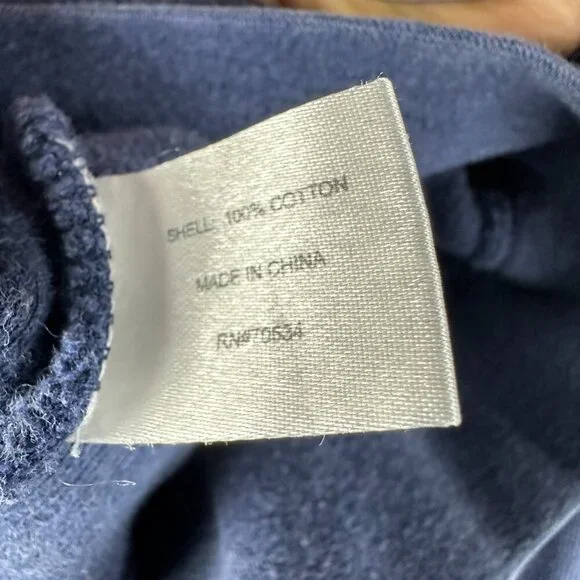 SHELL: 100% COTTON
MADE IN CHINA
RN#70534